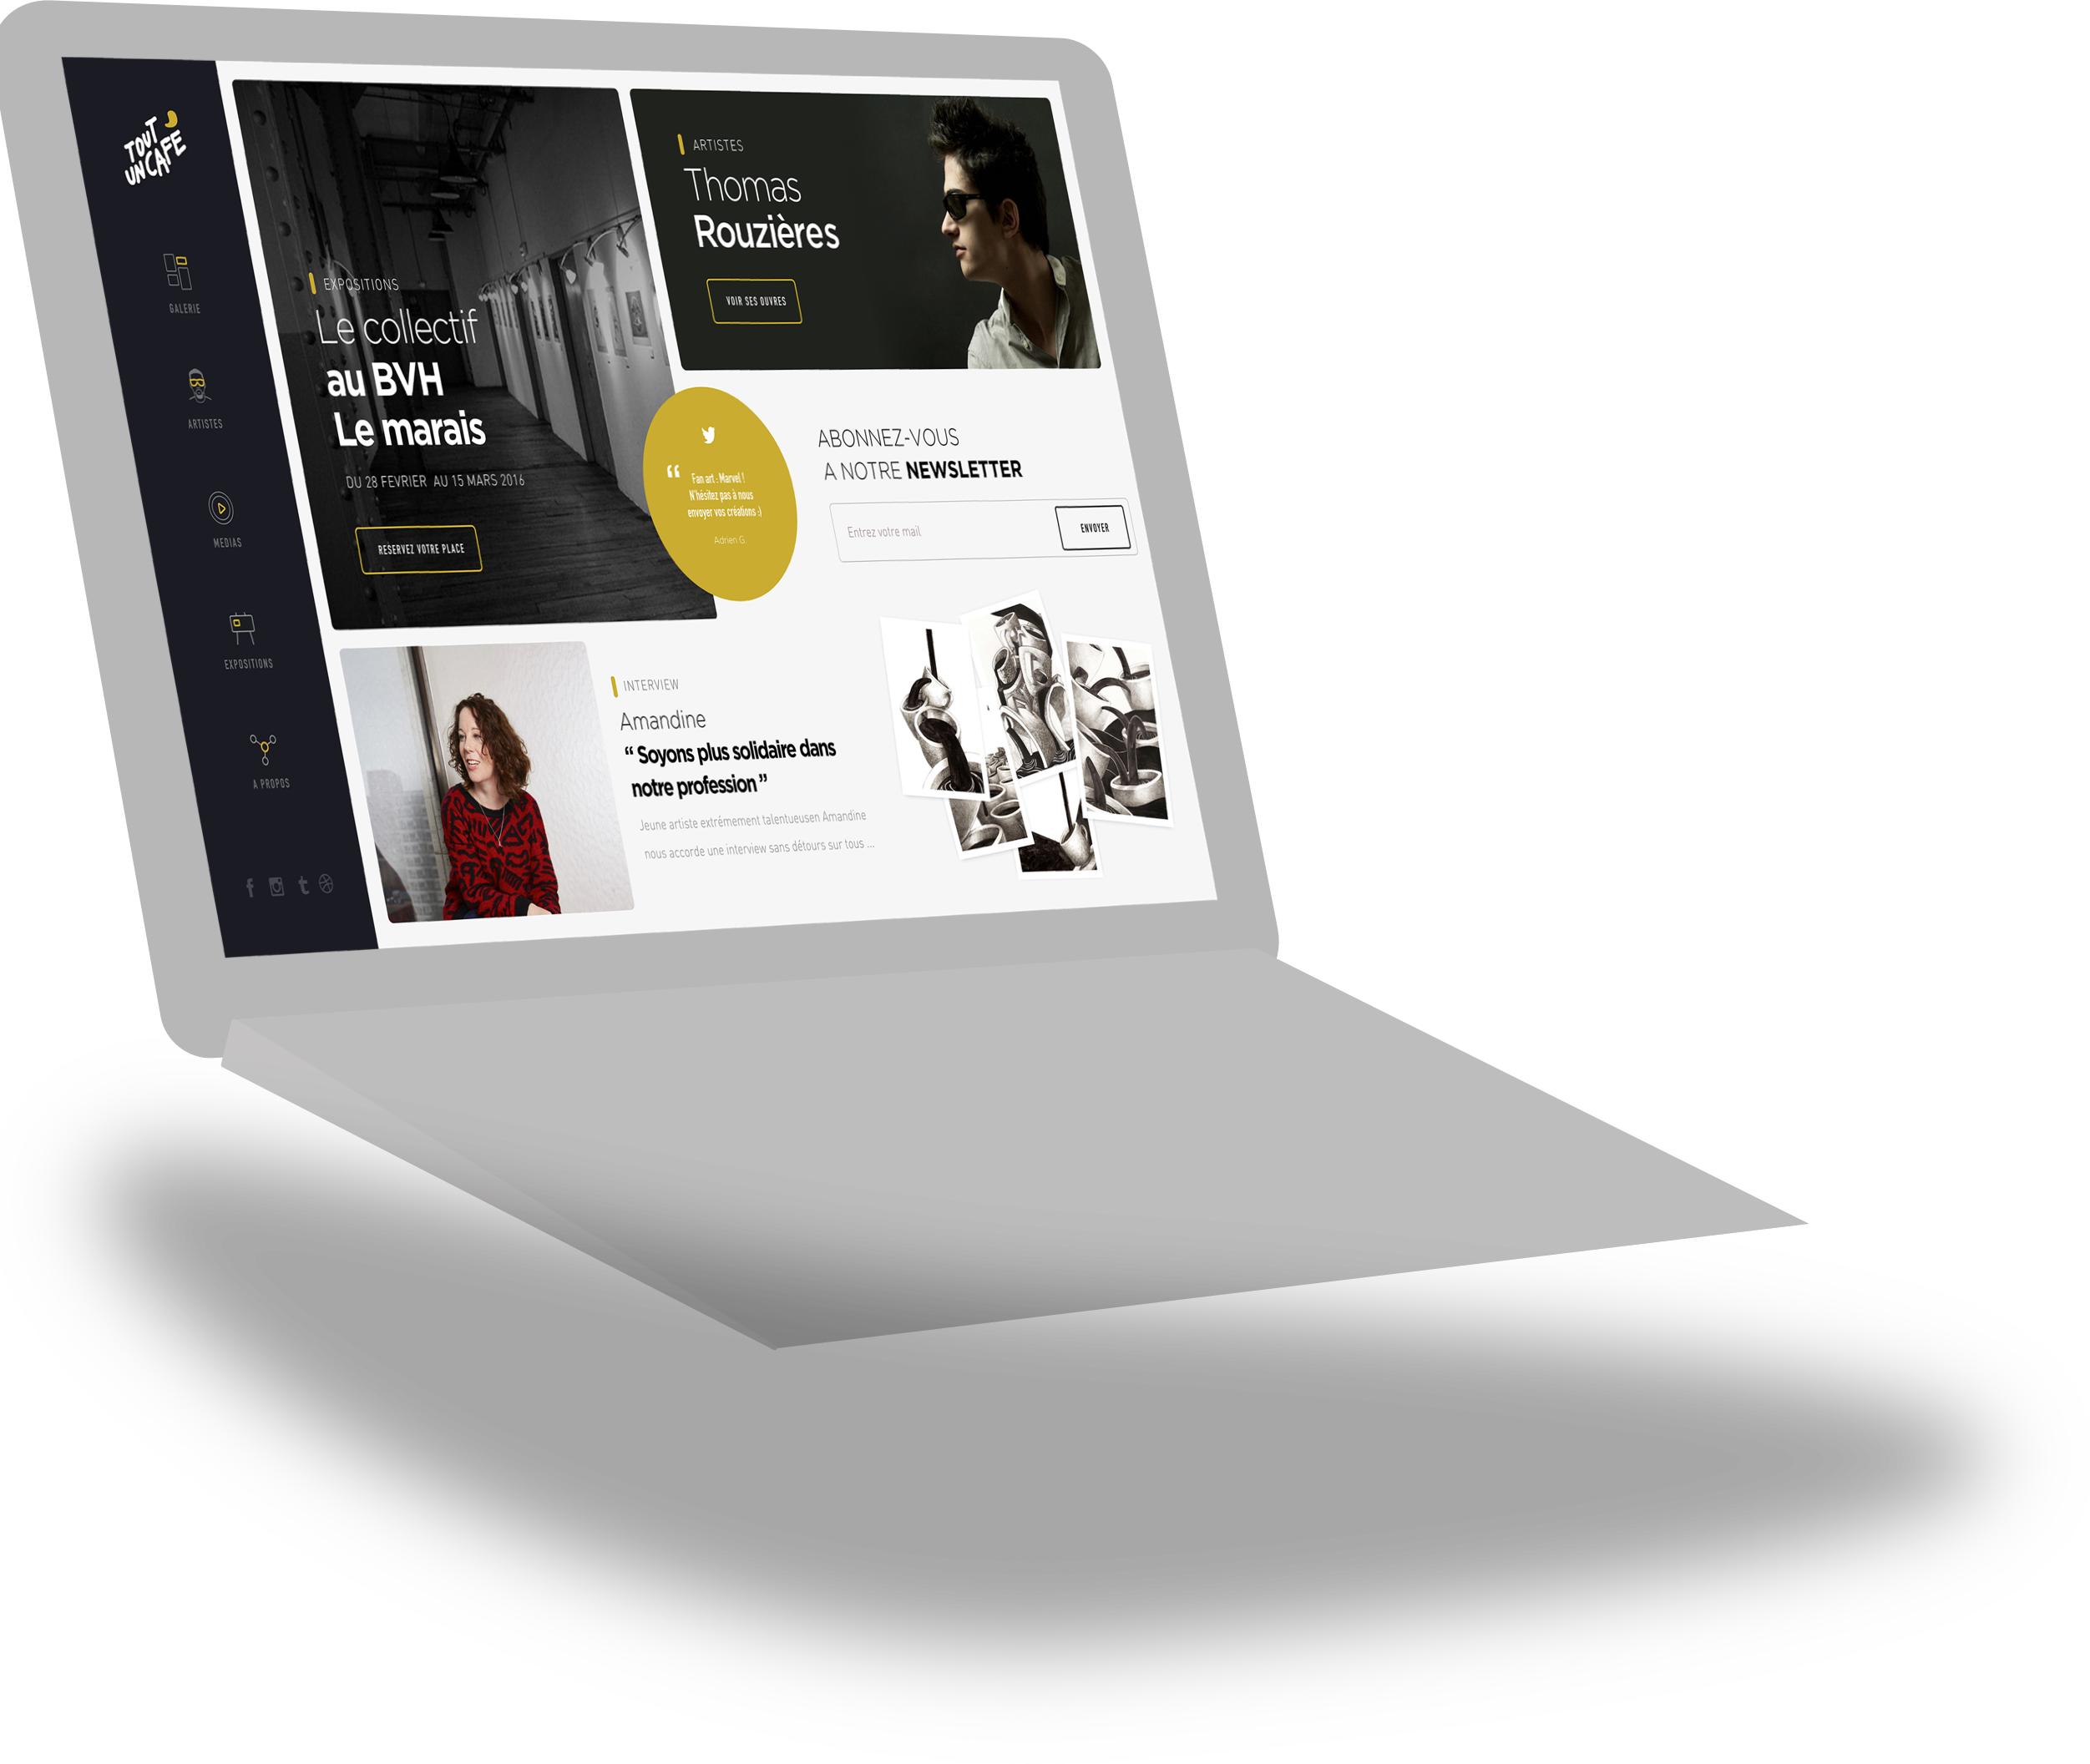 TOUT
UN CAFE
GALERIE
ARTISTES
MEDIAS
EXPOSITIONS
A PROPOS
EXPOSITIONS
Le collectif
au BVH
Le marais
DU 28 FEVRIER AU 15 MARS 2016
RESERVEZ VOTRE PLACE
ARTISTES
Thomas
Rouzières
VOIR SES OUVRES
“ Fan art : Marvel !
N'hésitez pas à nous
envoyer vos créations :)
Adrien G.
ABONNEZ-VOUS
A NOTRE NEWSLETTER
Entrez votre mail
ENVOYER
INTERVIEW
Amandine
“ Soyons plus solidaire dans
notre profession ”
Jeune artiste extrémement talentueusen Amandine
nous accorde une interview sans détours sur tous ...